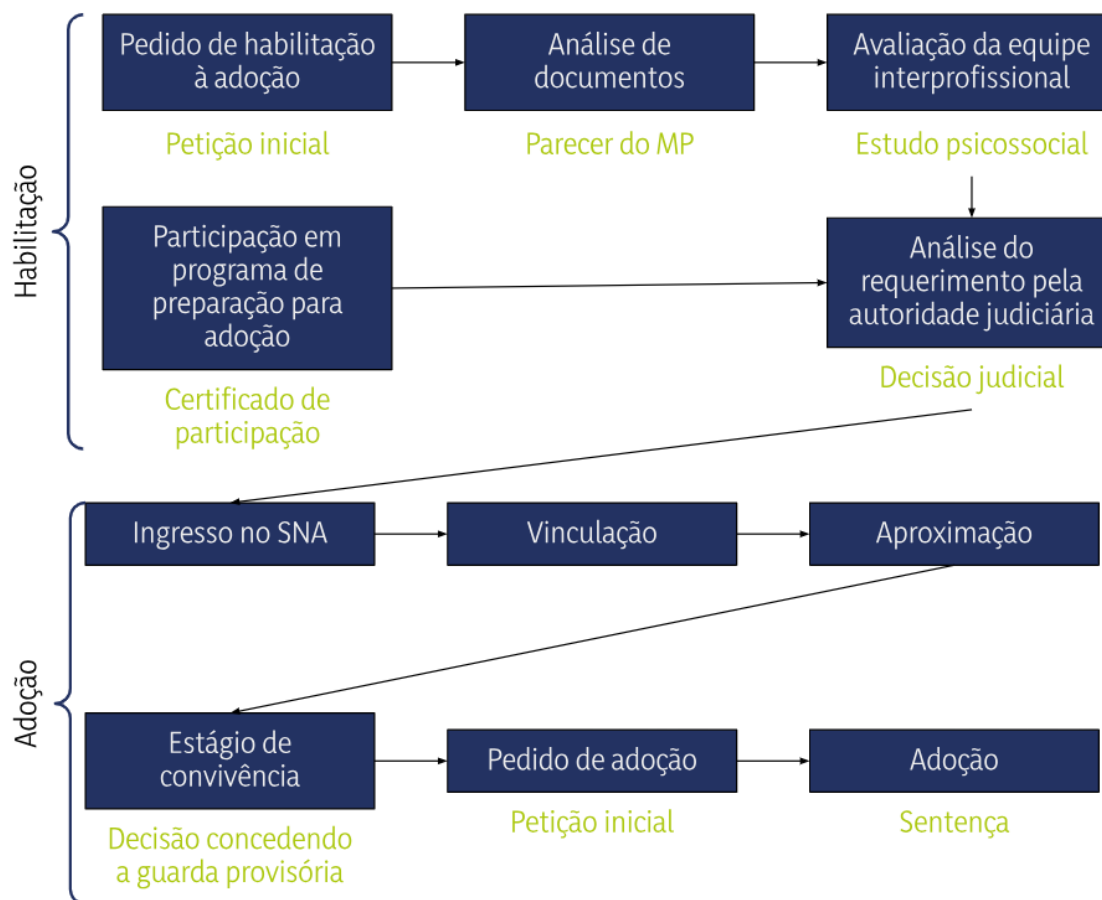 Habilitação
Pedido de habilitação
à adoção
Petição inicial
Análise de
documentos
Parecer do MP
Avaliação da equipe
interprofissional
Estudo psicossocial
Participação em
programa de
preparação para
adoção
Certificado de
participação
Análise do
requerimento pela
autoridade judiciária
Decisão judicial
Adoção
Ingresso no SNA
Vinculação
Aproximação
Estágio de
convivência
Decisão concedendo
a guarda provisória
Pedido de adoção
Petição inicial
Adoção
Sentença